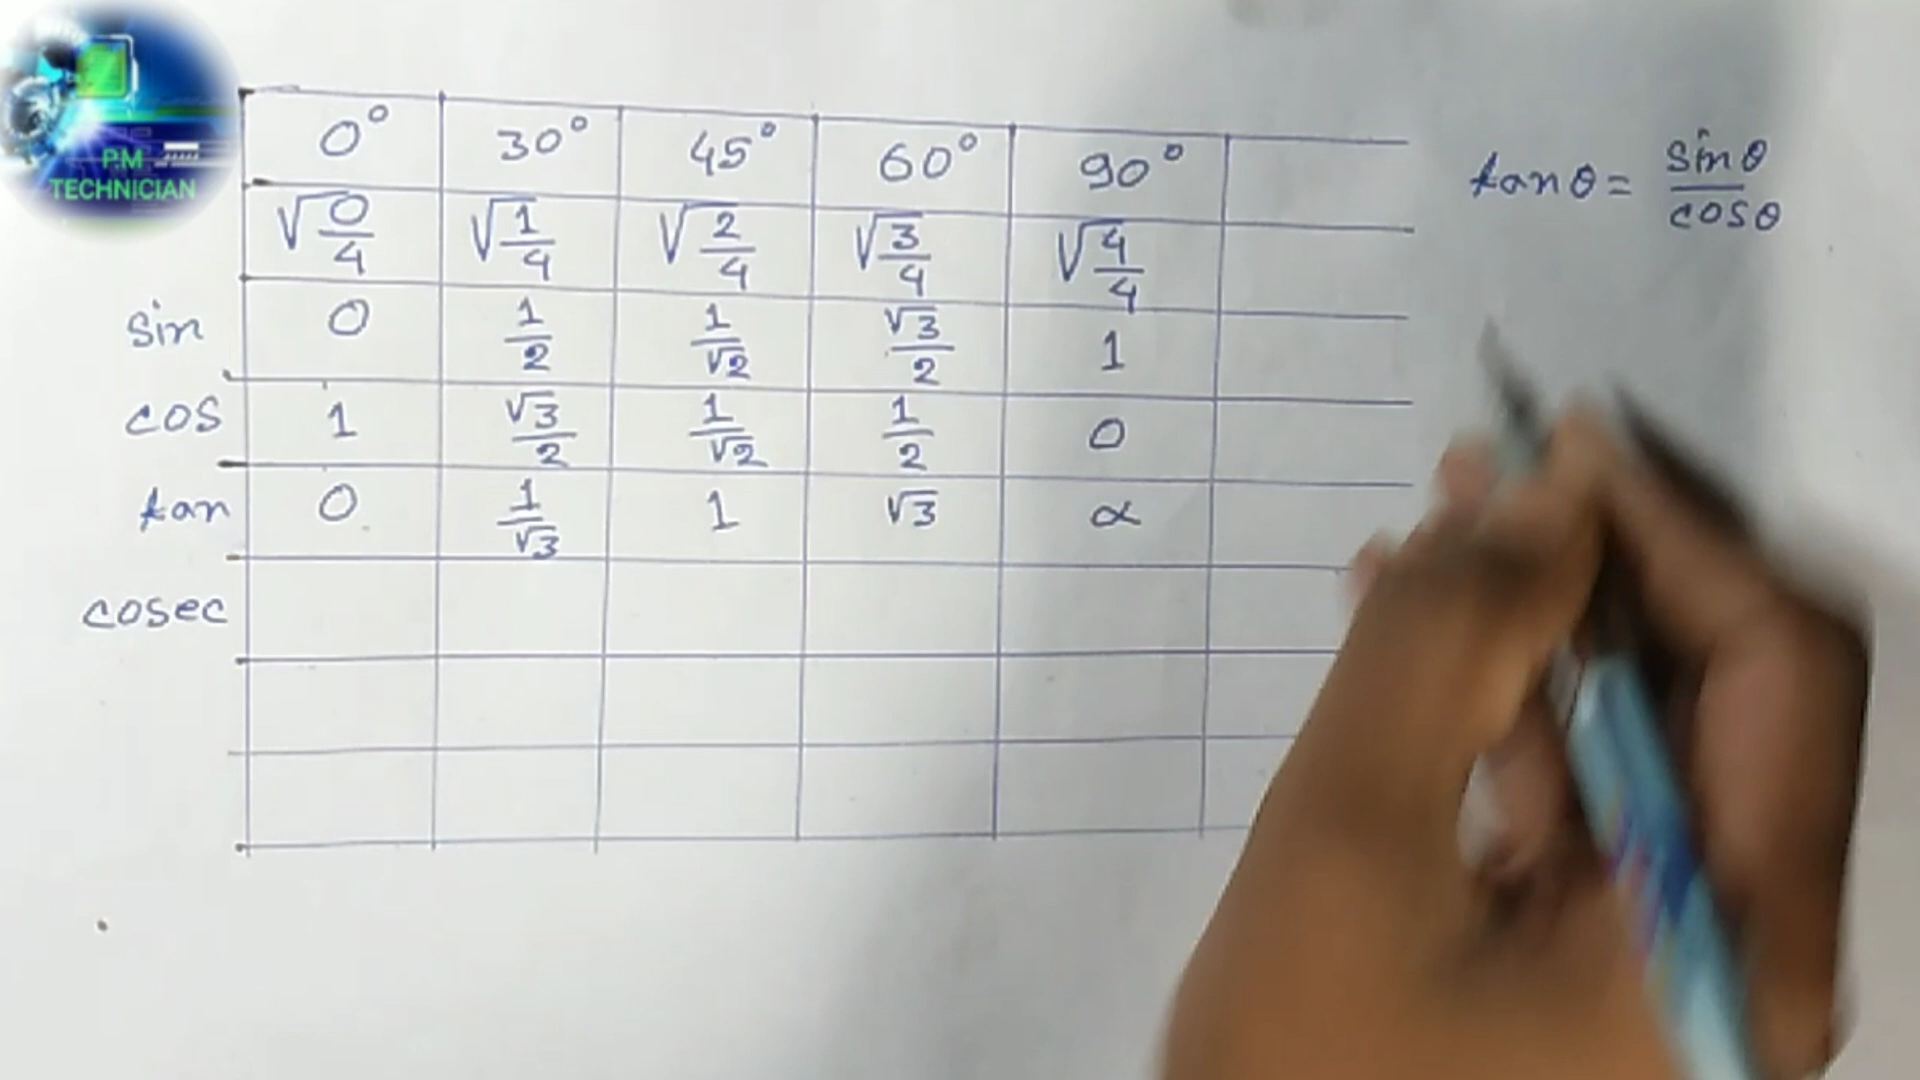 P.M
TECHNICIAN
0° 30° 45° 60° 90°
√0/4 √1/4 √2/4 √3/4 √4/4
sin 0 1/2 1/√2 √3/2 1
cos 1 √3/2 1/√2 1/2 0
tan 0 1/√3 1 √3 α
cosec
tanθ = sinθ/cosθ